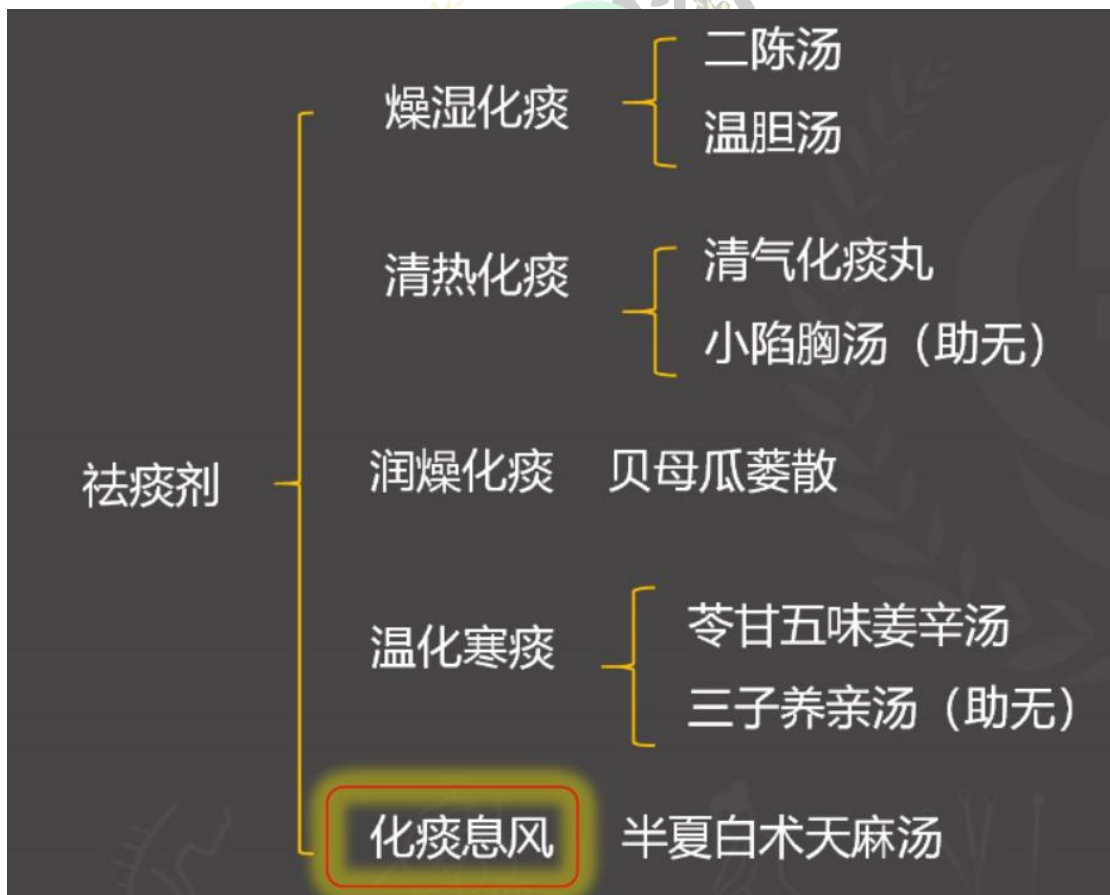 二陈汤
燥湿化痰
温胆汤
清气化痰丸
清热化痰
小陷胸汤（助无）
祛痰剂
润燥化痰 贝母瓜蒌散
苓甘五味姜辛汤
温化寒痰
三子养亲汤（助无）
化痰息风 半夏白术天麻汤